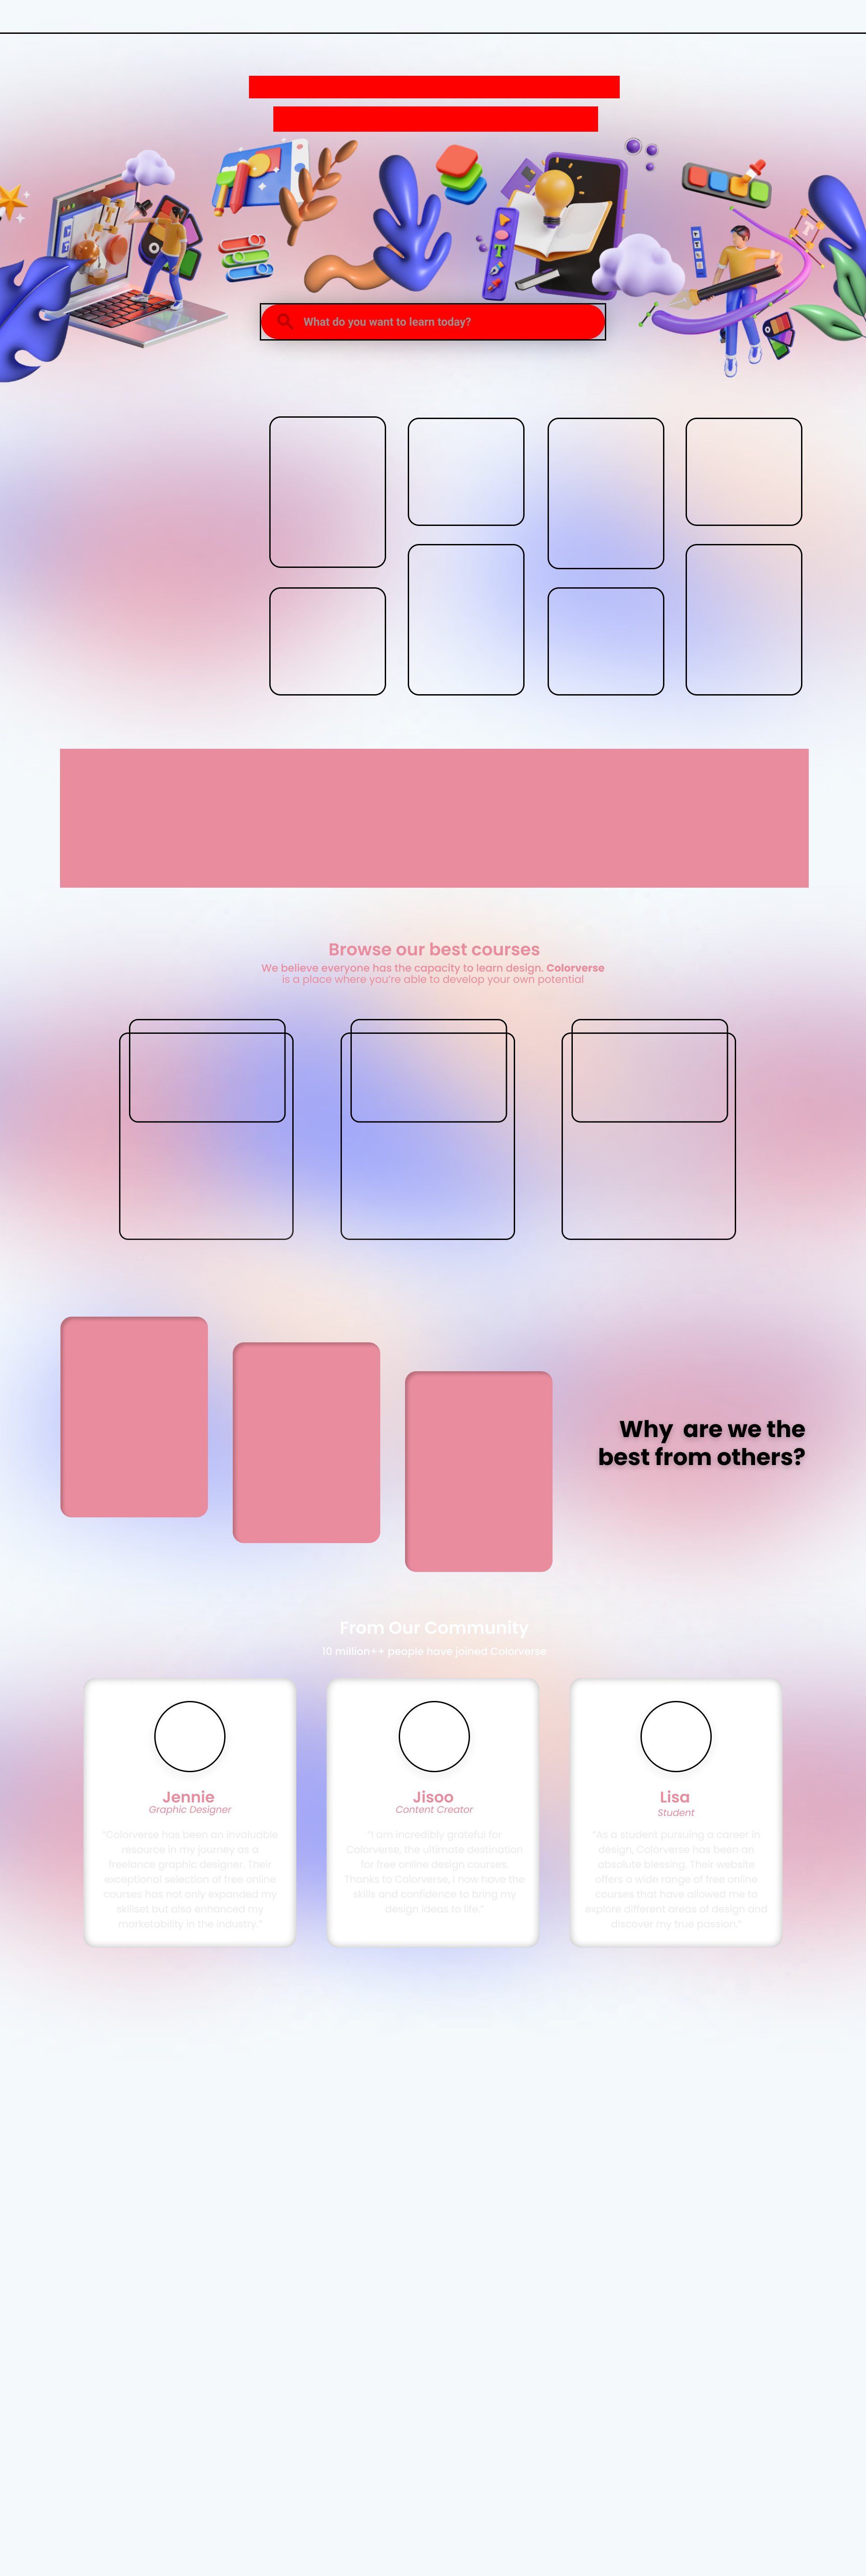 What do you want to learn today?
Browse our best courses
We believe everyone has the capacity to learn design. Colorverse
is a place where you're able to develop your own potential
Why are we the
best from others?
From Our Community
10 million++ people have joined Colorverse
Jennie
Graphic Designer
"Colorverse has been an invaluable
resource in my journey as a
freelance graphic designer. Their
exceptional selection of free online
courses has not only expanded my
skillset but also enhanced my
marketability in the industry."
Jisoo
Content Creator
"I am incredibly grateful for
Colorverse, the ultimate destination
for free online design courses.
Thanks to Colorverse, I now have the
skills and confidence to bring my
design ideas to life."
Lisa
Student
"As a student pursuing a career in
design, Colorverse has been an
absolute blessing. Their website
offers a wide range of free online
courses that have allowed me to
explore different areas of design and
discover my true passion."